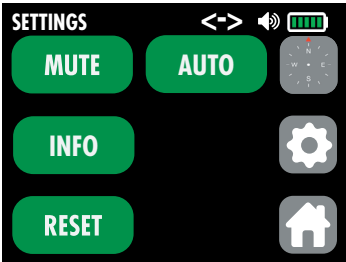 SETTINGS <->
MUTE AUTO
N
W E
S
INFO
RESET